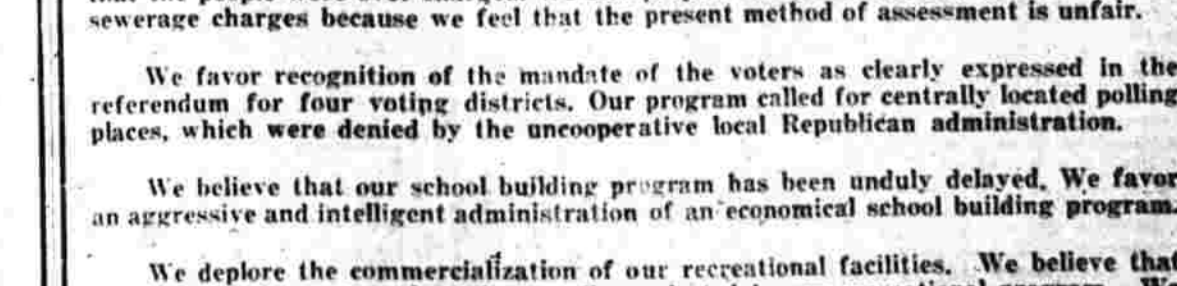 sewerage charges because we feel that the present method of assessment is unfair.
We favor recognition of the mandate of the voters as clearly expressed in the
referendum for four voting districts. Our program called for centrally located polling
places, which were denied by the uncooperative local Republican administration.
We believe that our school building program has been unduly delayed. We favor
an aggressive and intelligent administration of an economical school building program.
We deplore the commercialization of our recreational facilities. We believe that